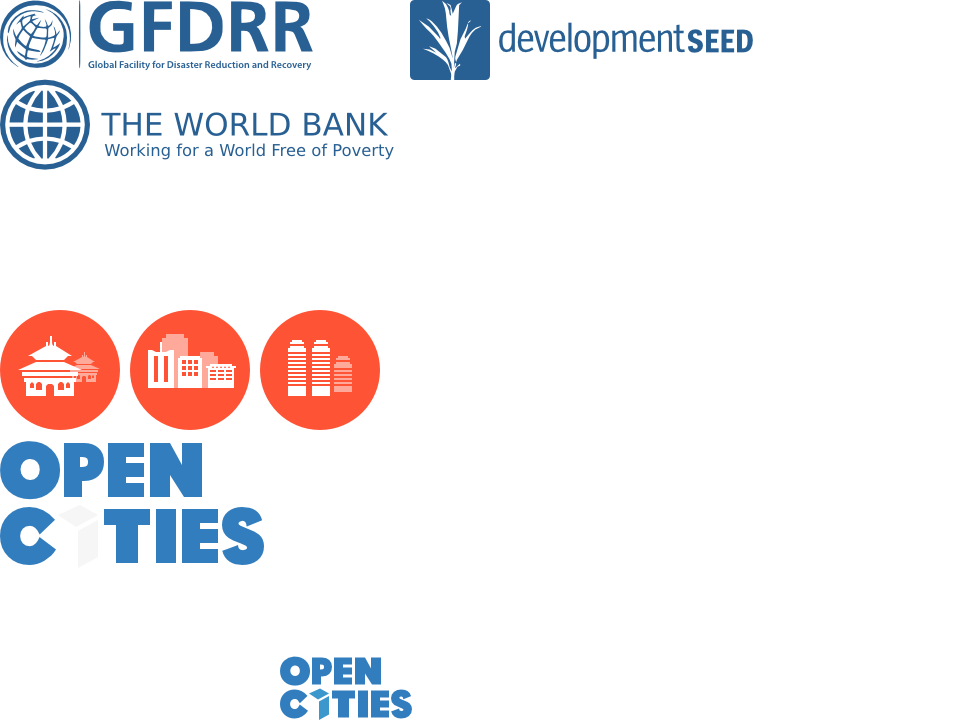 GFDRR
Global Facility for Disaster Reduction and Recovery
developmentSEED
THE WORLD BANK
Working for a World Free of Poverty
OPEN
CiTIES
OPEN
CiTIES